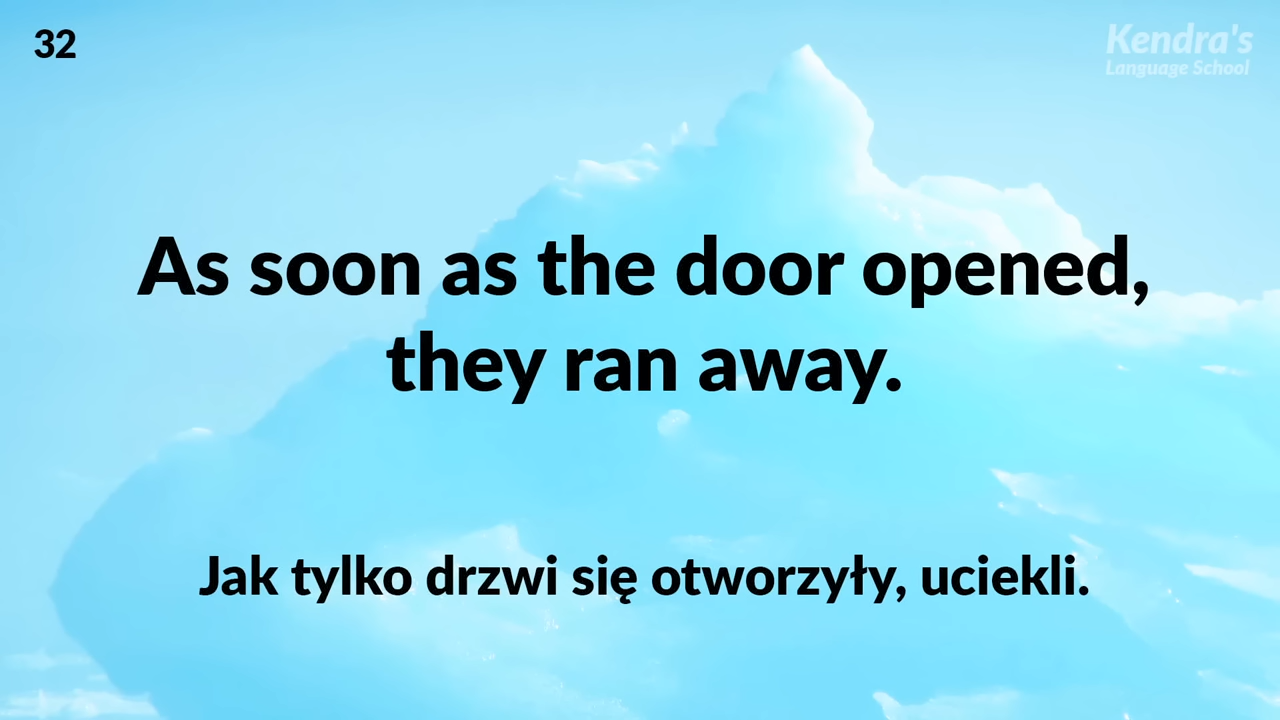 32
Kendra's
Language School
As soon as the door opened,
they ran away.
Jak tylko drzwi się otworzyły, uciekli.